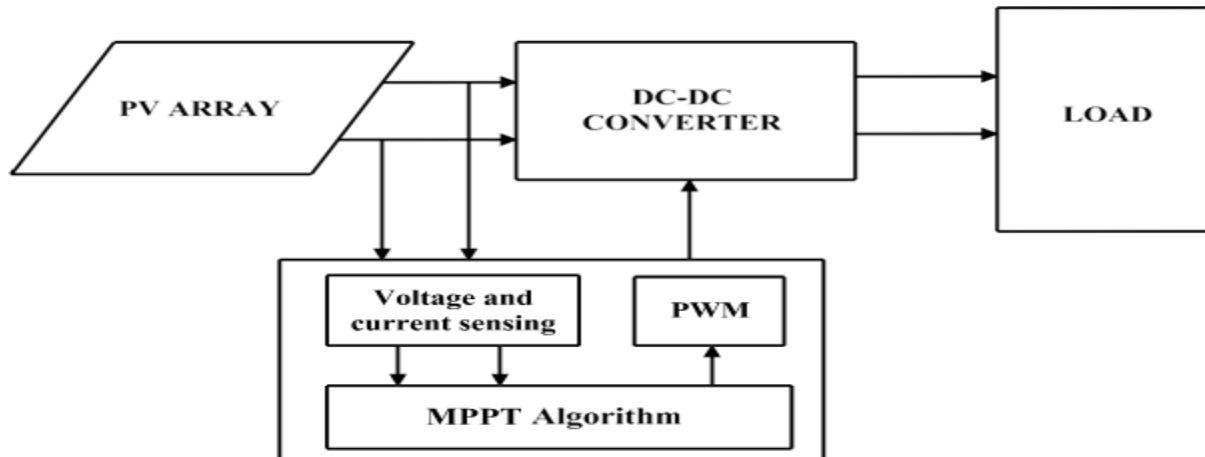 PV ARRAY
DC-DC
CONVERTER
LOAD
Voltage and
current sensing
PWM
MPPT Algorithm